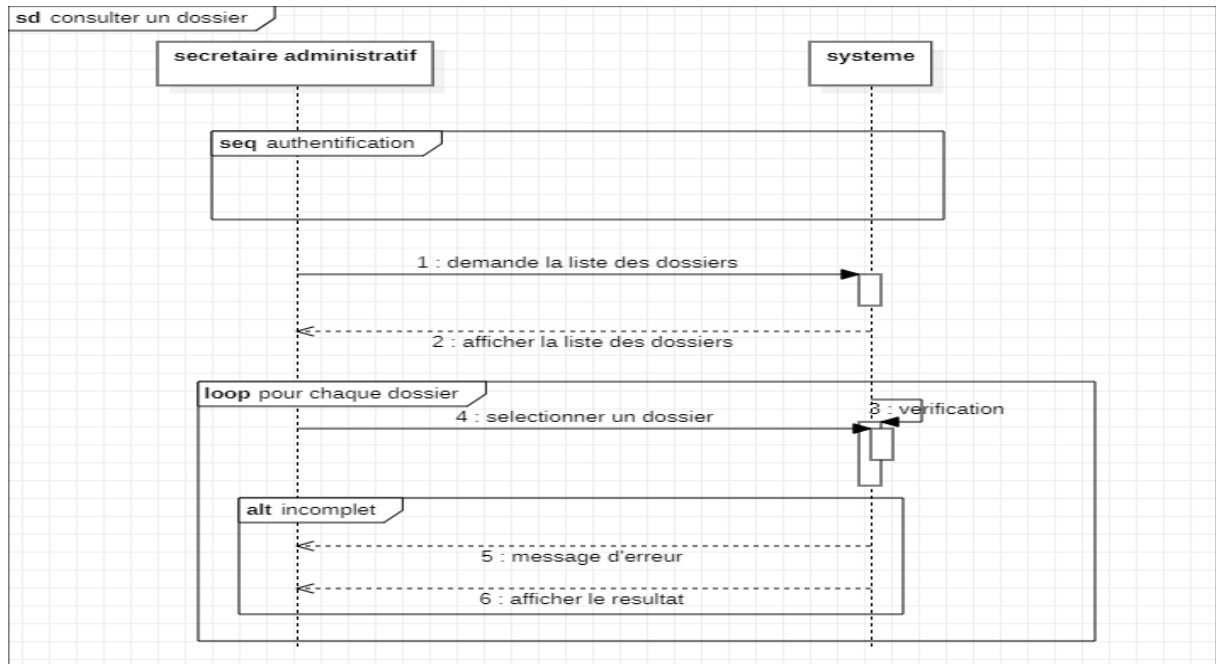 sd consulter un dossier
secretaire administratif
systeme
seq authentification
1 : demande la liste des dossiers
2 : afficher la liste des dossiers
loop pour chaque dossier
3 : verification
4 : selectionner un dossier
alt incomplet
5 : message d'erreur
6 : afficher le resultat